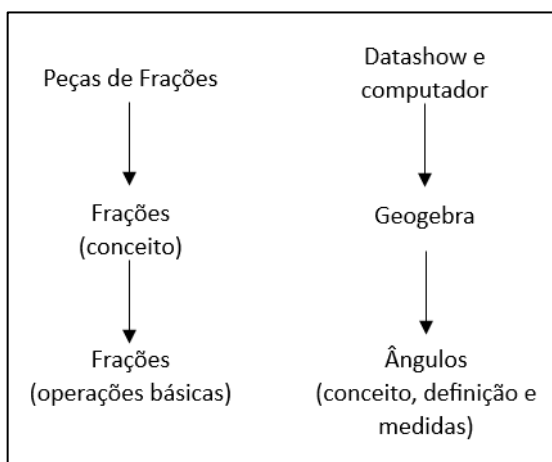 Peças de Frações
Frações
(conceito)
Frações
(operações básicas)
Datashow e
computador
Geogebra
Ângulos
(conceito, definição e
medidas)